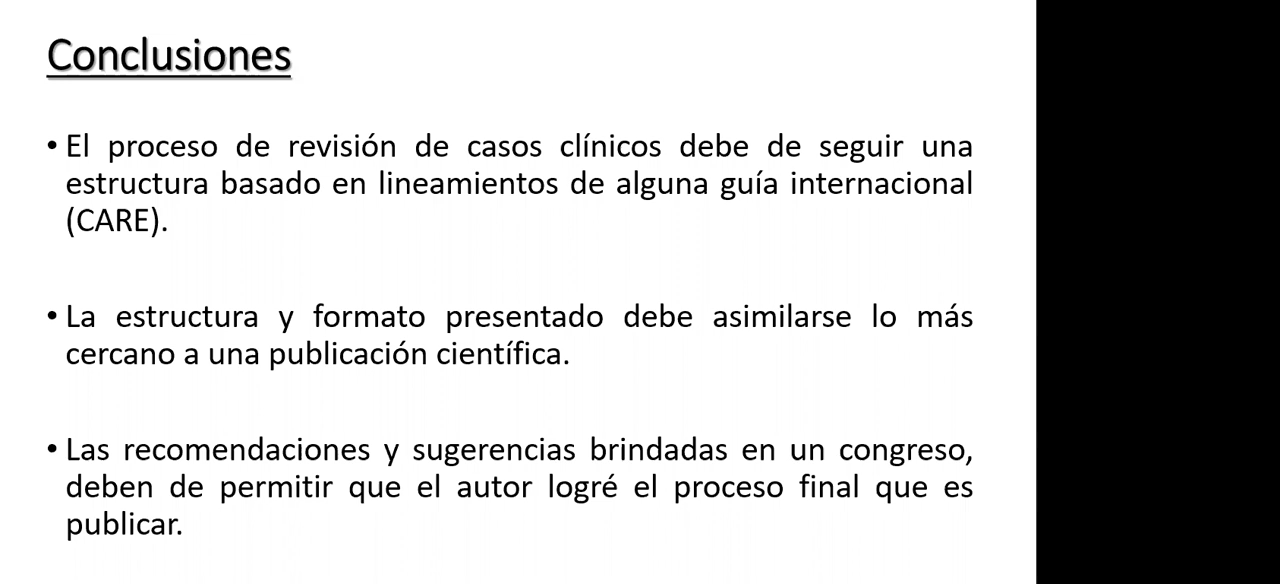 Conclusiones
• El proceso de revisión de casos clínicos debe de seguir una
estructura basado en lineamientos de alguna guía internacional
(CARE).
• La estructura y formato presentado debe asimilarse lo más
cercano a una publicación científica.
• Las recomendaciones y sugerencias brindadas en un congreso,
deben de permitir que el autor logré el proceso final que es
publicar.